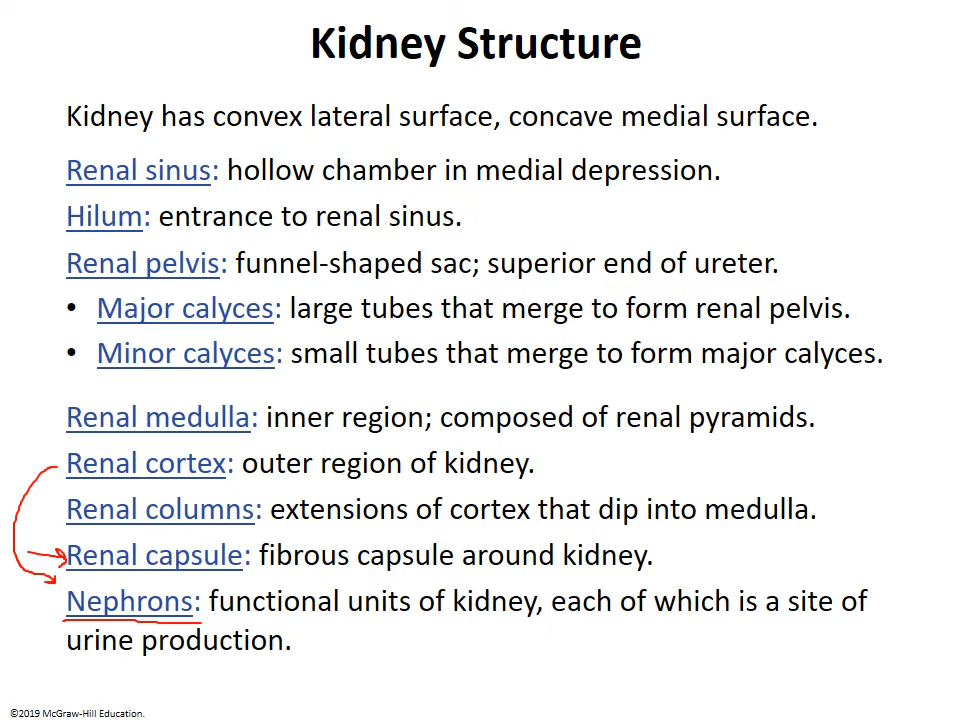 Kidney Structure
Kidney has convex lateral surface, concave medial surface.
Renal sinus: hollow chamber in medial depression.
Hilum: entrance to renal sinus.
Renal pelvis: funnel-shaped sac; superior end of ureter.
• Major calyces: large tubes that merge to form renal pelvis.
• Minor calyces: small tubes that merge to form major calyces.
Renal medulla: inner region; composed of renal pyramids.
Renal cortex: outer region of kidney.
Renal columns: extensions of cortex that dip into medulla.
Renal capsule: fibrous capsule around kidney.
Nephrons: functional units of kidney, each of which is a site of
urine production.
©2019 McGraw-Hill Education.